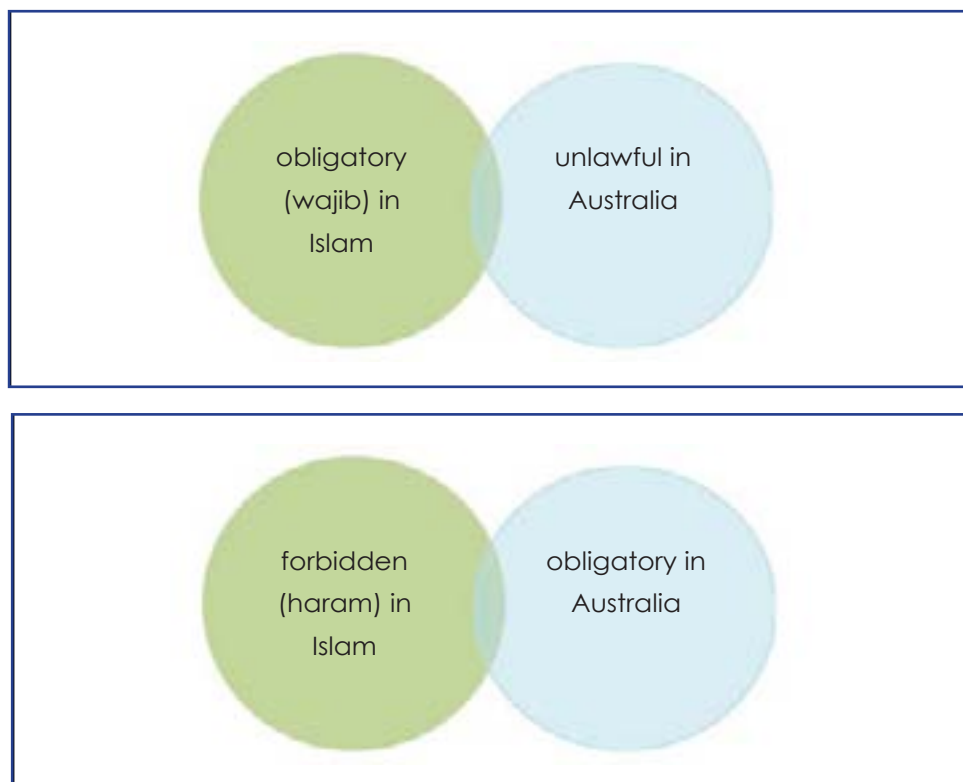 obligatory
(wajib) in
Islam
unlawful in
Australia
forbidden
(haram) in
Islam
obligatory in
Australia